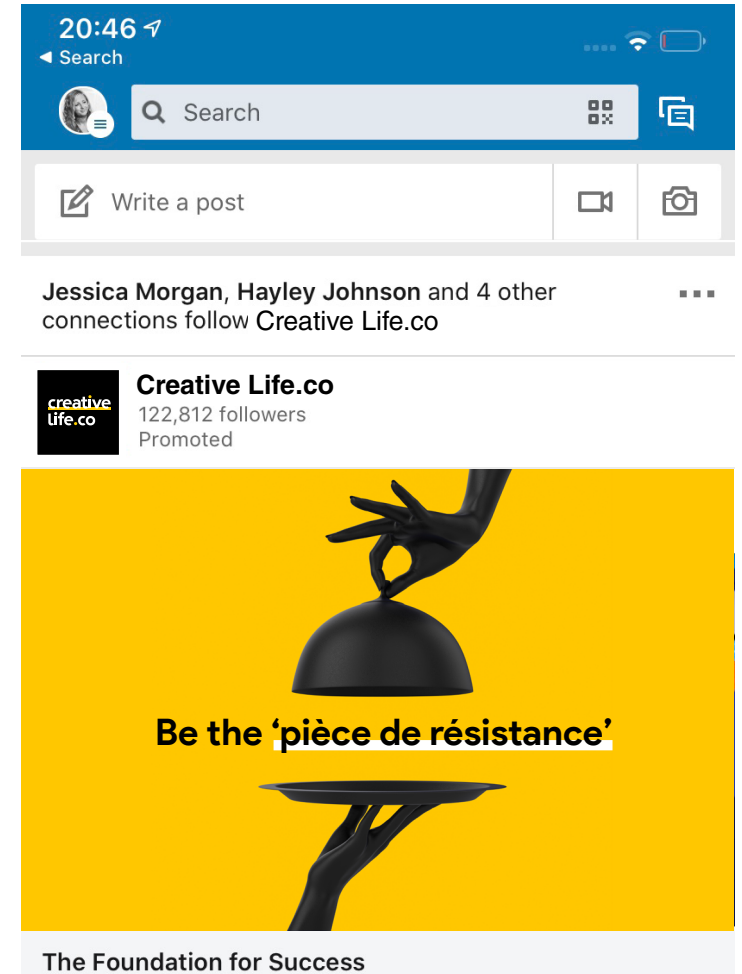 20:46
Search
Search
Write a post
Jessica Morgan, Hayley Johnson and 4 other
connections follow Creative Life.co
creative
life.co
Creative Life.co
122,812 followers
Promoted
Be the ‘pièce de résistance’
The Foundation for Success